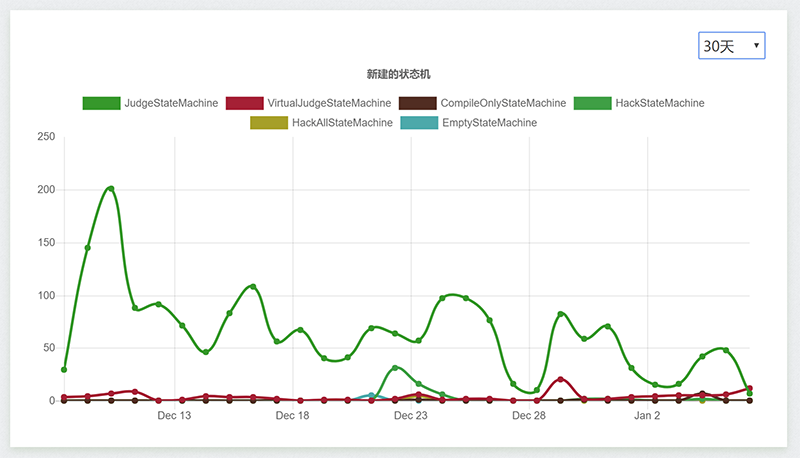 30天
新建的状态机
JudgeStateMachine VirtualJudgeStateMachine CompileOnlyStateMachine HackStateMachine
HackAllStateMachine EmptyStateMachine
250
200
150
100
50
0
Dec 13 Dec 18 Dec 23 Dec 28 Jan 2